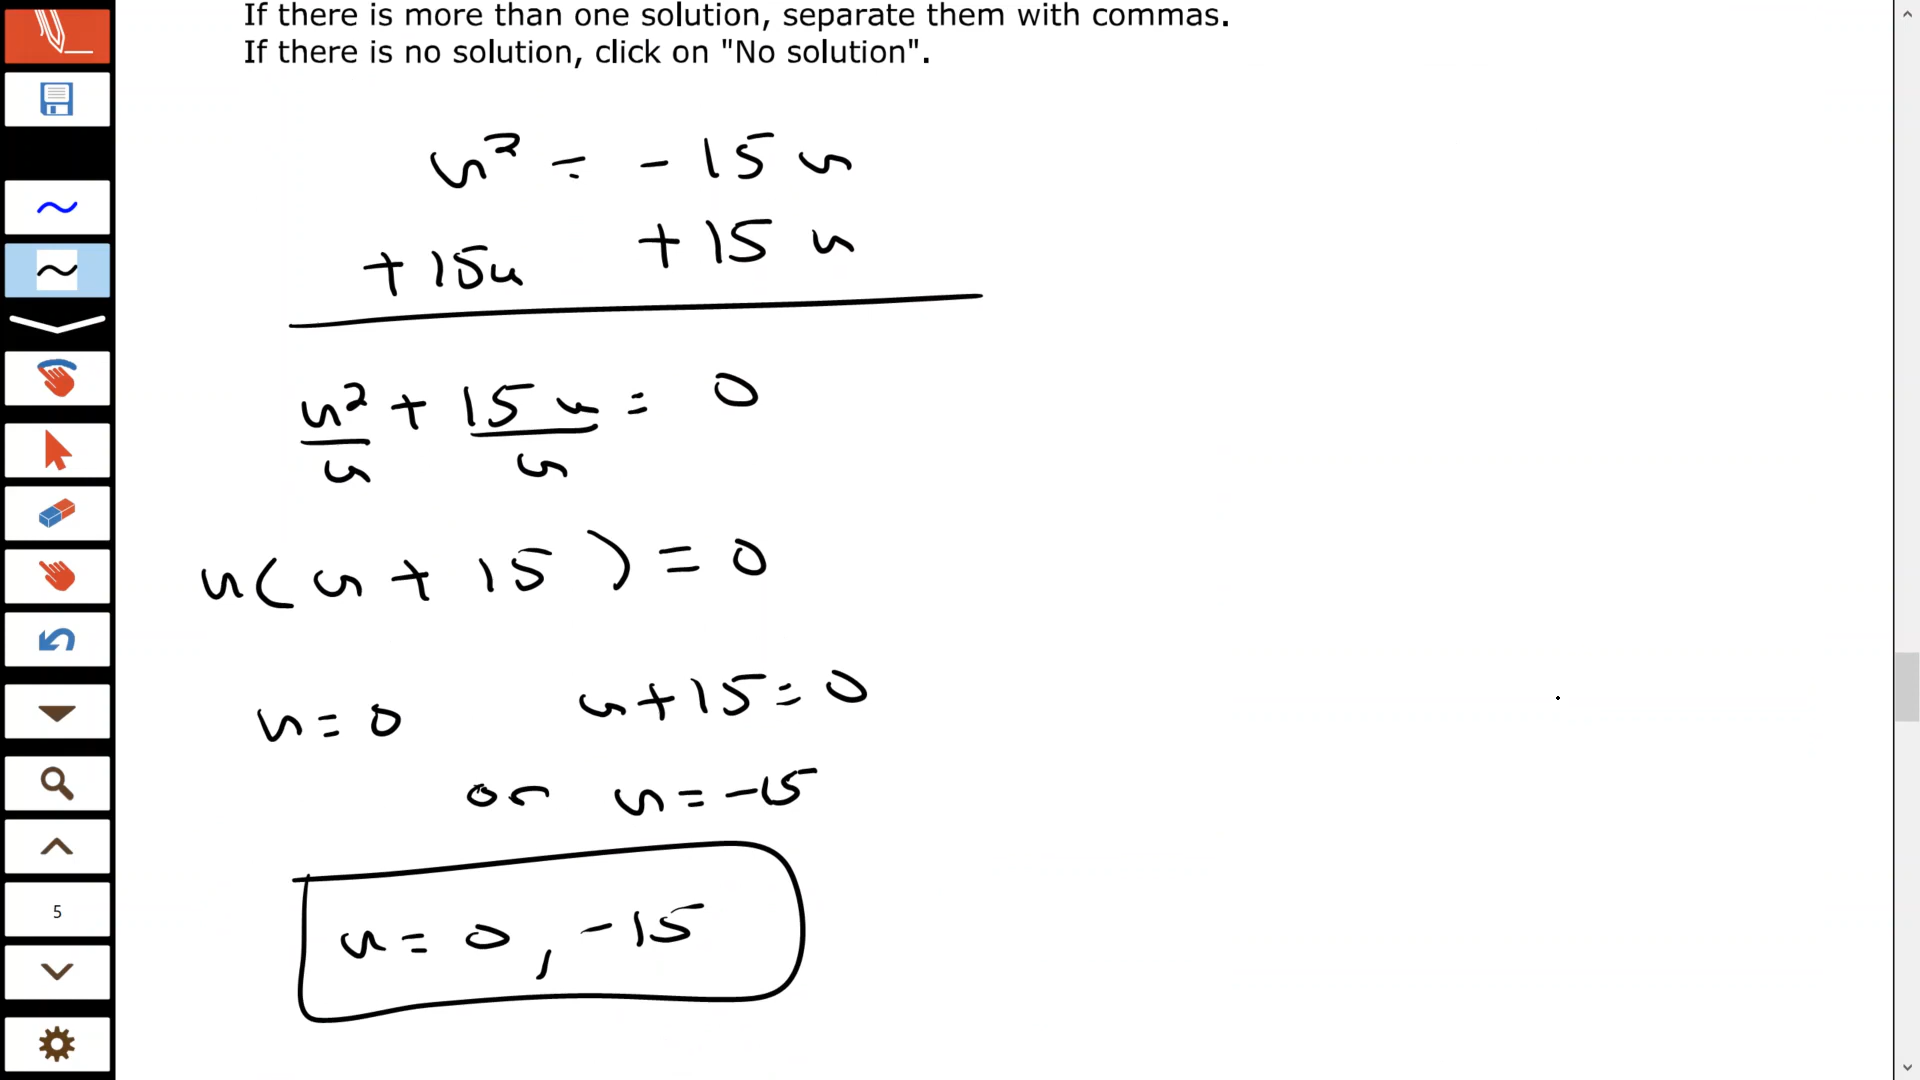 If there is more than one solution, separate them with commas.
If there is no solution, click on "No solution".
u² = -15u
+15u +15u
u² + 15u = 0
u u
u(u + 15) = 0
u = 0 u + 15 = 0
or u = -15
u = 0, -15
5